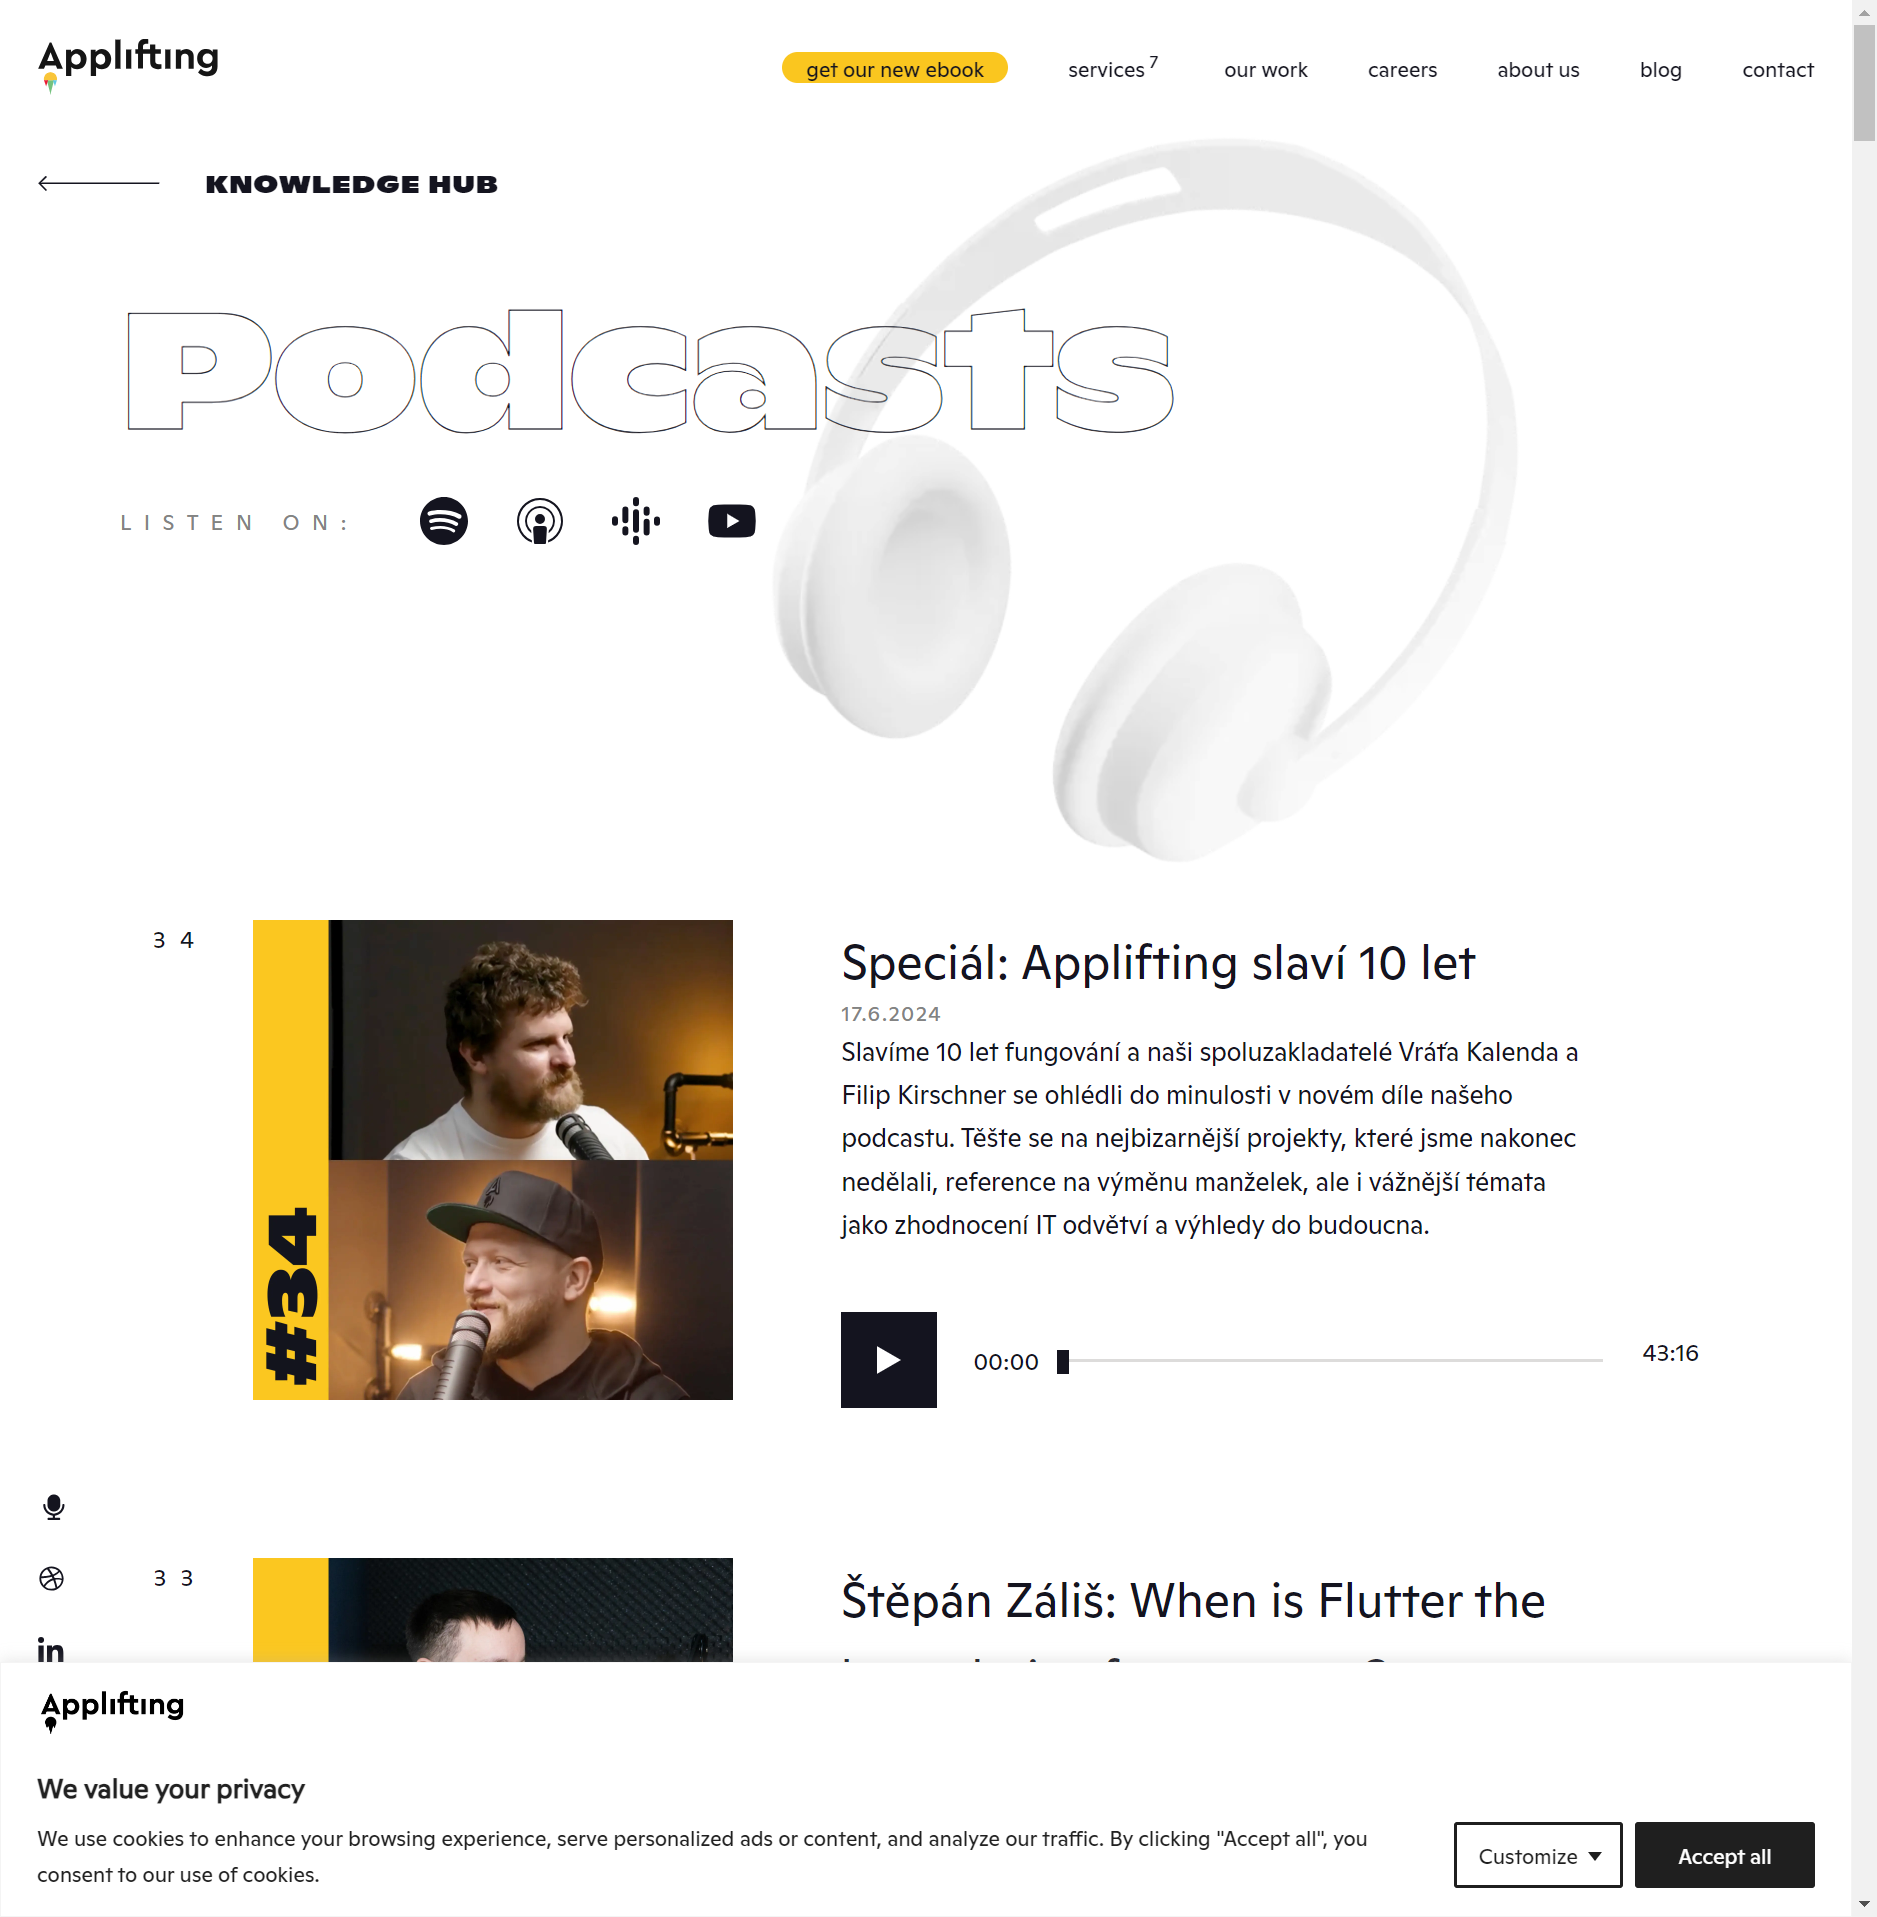 Applifting
get our new ebook
services 7
our work
careers
about us
blog
contact
KNOWLEDGE HUB
Podcasts
LISTEN ON:
34
#34
Speciál: Applifting slaví 10 let
17.6.2024
Slavíme 10 let fungování a naši spoluzakladatelé Vráťa Kalenda a
Filip Kirschner se ohlédli do minulosti v novém díle našeho
podcastu. Těšte se na nejbizarnější projekty, které jsme nakonec
nedělali, reference na výměnu manželek, ale i vážnější témata
jako zhodnocení IT odvětví a výhledy do budoucna.
00:00
43:16
33
Štěpán Záliš: When is Flutter the
in
Applifting
We value your privacy
We use cookies to enhance your browsing experience, serve personalized ads or content, and analyze our traffic. By clicking "Accept all", you
consent to our use of cookies.
Customize
Accept all